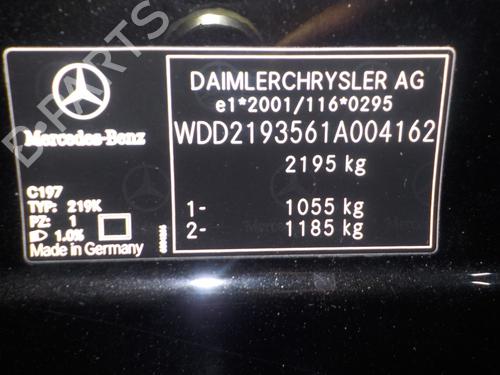 B-PARTS
Mercedes-Benz
C197
TYP: 219K
PZ: 1
1.0%
Made in Germany
DAIMLERCHRYSLER AG
e1*2001/116*0295
WDD2193561A004162
2195 kg
1- 1055 kg
2- 1185 kg